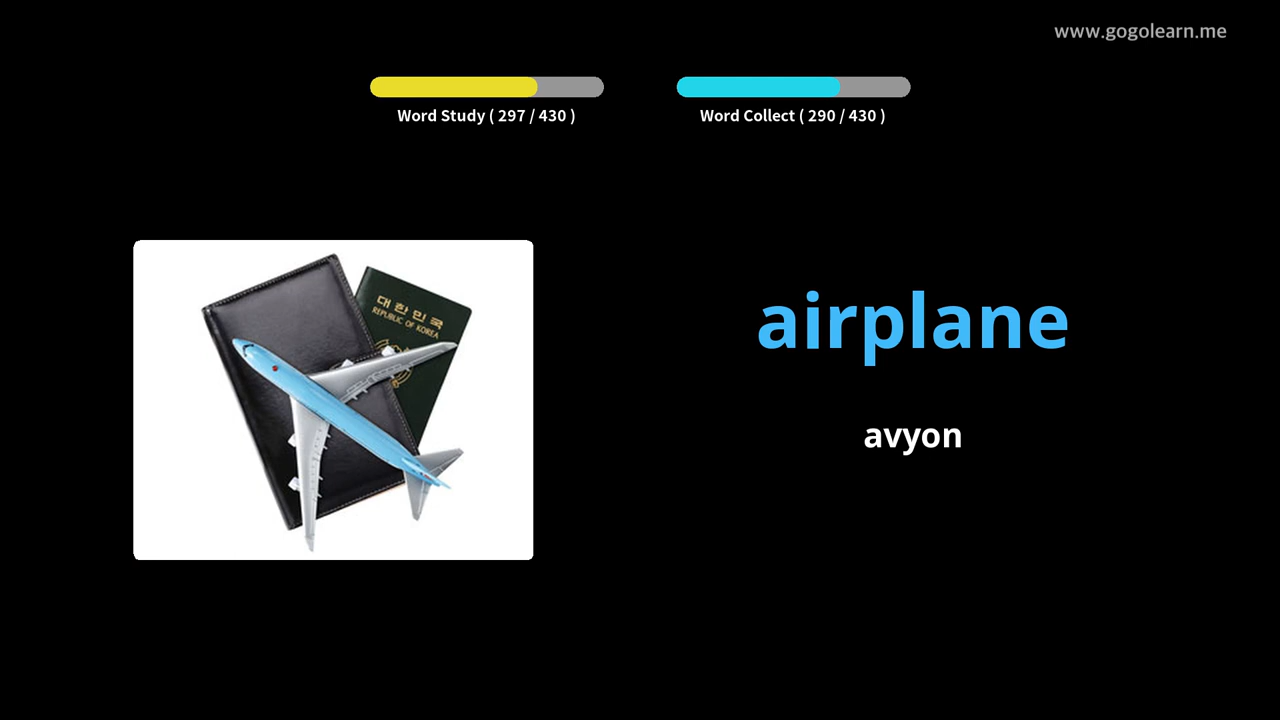 www.gogolearn.me
Word Study ( 297 / 430 )
Word Collect ( 290 / 430 )
대한민국
REPUBLIC OF KOREA
airplane
avyon